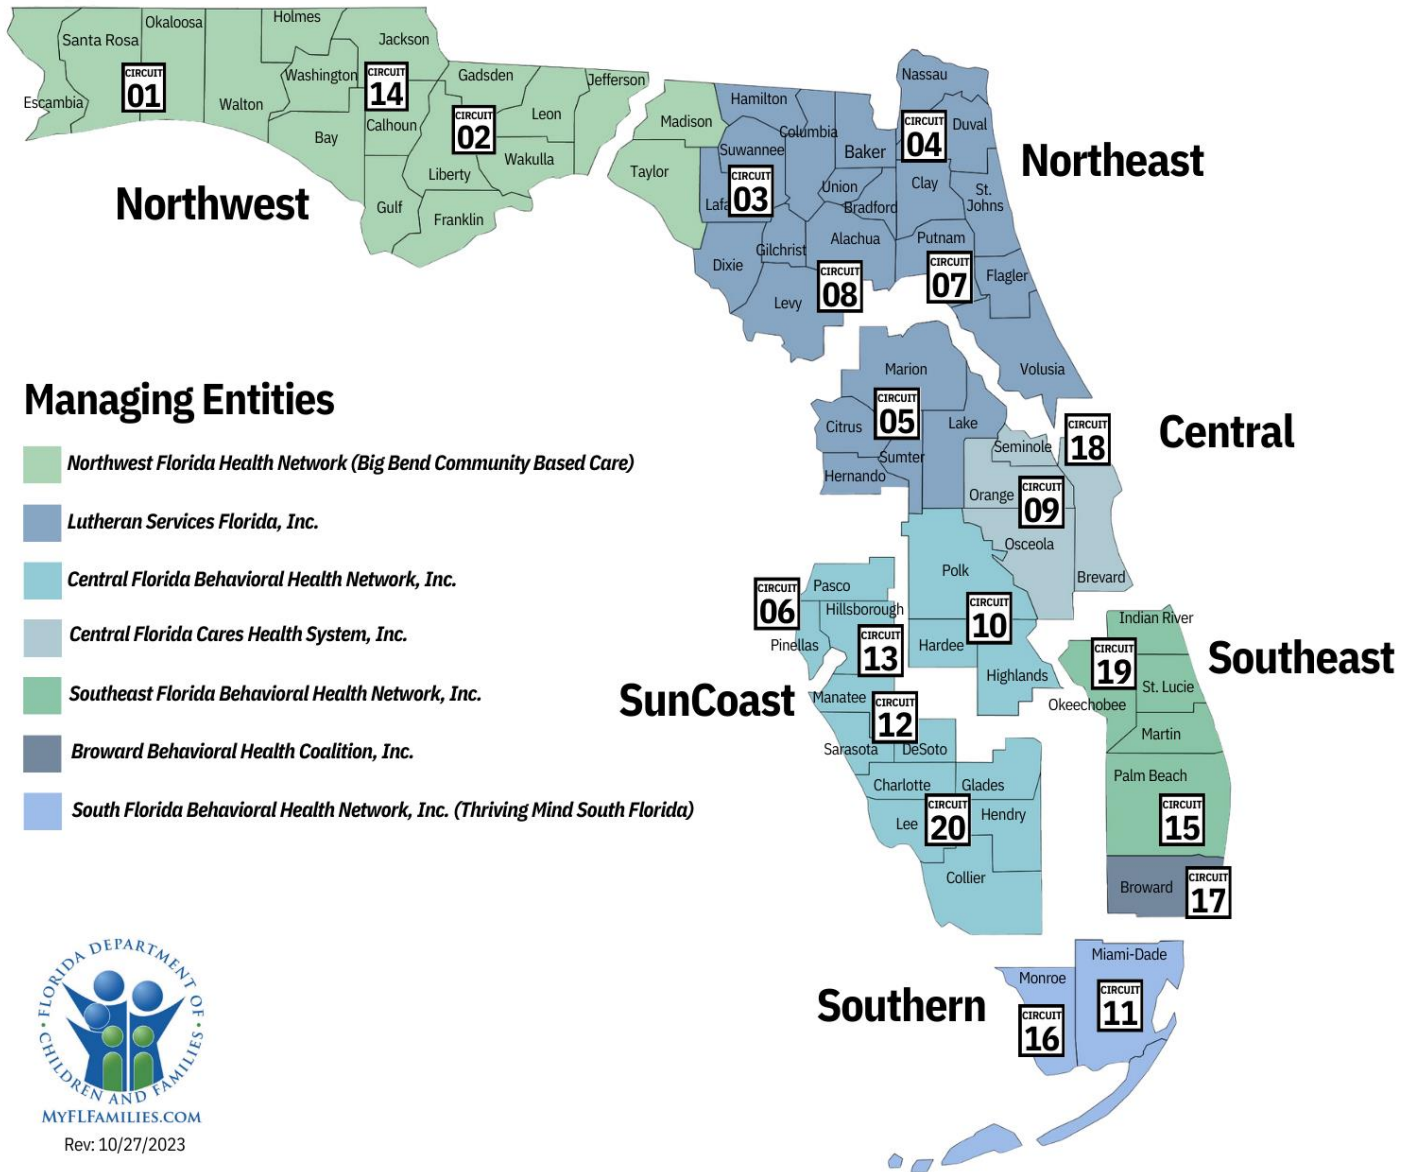 Holmes
Okaloosa
Santa Rosa
Jackson
Washington
Escambia
CIRCUIT
01
Walton
CIRCUIT
14
Gadsden
Jefferson
Bay
Calhoun
CIRCUIT
02
Leon
Wakulla
Liberty
Gulf
Franklin
Northwest
Madison
Taylor
Hamilton
Columbia
Suwannee
Baker
Nassau
Duval
CIRCUIT
04
Northeast
Lafa
CIRCUIT
03
Union
Bradford
Clay
St.
Johns
Dixie
Gilchrist
Alachua
Putnam
Levy
CIRCUIT
08
CIRCUIT
07
Flagler
Volusia
Marion
CIRCUIT
05
Citrus
Lake
Sumter
Hernando
Seminole
CIRCUIT
18
Central
Orange
CIRCUIT
09
Osceola
Brevard
Polk
CIRCUIT
10
Hardee
Highlands
CIRCUIT
06
Pasco
Hillsborough
Pinellas
CIRCUIT
13
SunCoast
Manatee
CIRCUIT
12
Sarasota
DeSoto
Charlotte
Glades
Lee
CIRCUIT
20
Hendry
Collier
Indian River
CIRCUIT
19
Southeast
St. Lucie
Okeechobee
Martin
Palm Beach
CIRCUIT
15
Broward
CIRCUIT
17
Southern
Miami-Dade
Monroe
CIRCUIT
16
CIRCUIT
11
Managing Entities
Northwest Florida Health Network (Big Bend Community Based Care)
Lutheran Services Florida, Inc.
Central Florida Behavioral Health Network, Inc.
Central Florida Cares Health System, Inc.
Southeast Florida Behavioral Health Network, Inc.
Broward Behavioral Health Coalition, Inc.
South Florida Behavioral Health Network, Inc. (Thriving Mind South Florida)
• FLORIDA DEPARTMENT OF •
CHILDREN AND FAMILIES
MYFLFAMILIES.COM
Rev: 10/27/2023